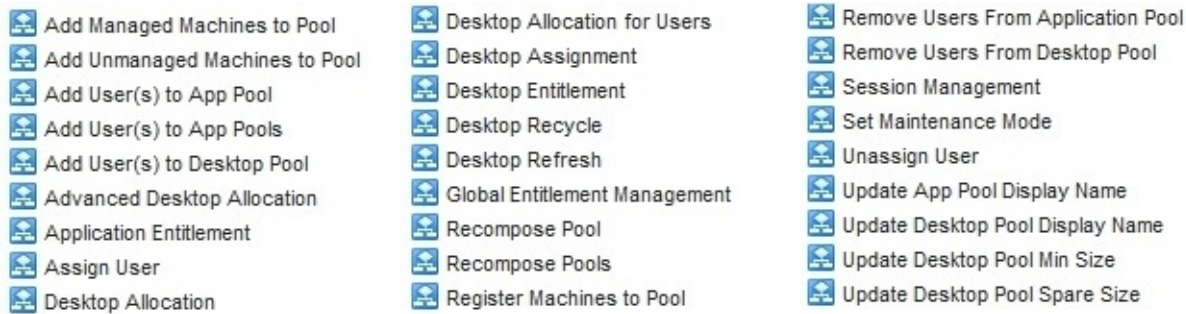 Add Managed Machines to Pool
Add Unmanaged Machines to Pool
Add User(s) to App Pool
Add User(s) to App Pools
Add User(s) to Desktop Pool
Advanced Desktop Allocation
Application Entitlement
Assign User
Desktop Allocation
Desktop Allocation for Users
Desktop Assignment
Desktop Entitlement
Desktop Recycle
Desktop Refresh
Global Entitlement Management
Recompose Pool
Recompose Pools
Register Machines to Pool
Remove Users From Application Pool
Remove Users From Desktop Pool
Session Management
Set Maintenance Mode
Unassign User
Update App Pool Display Name
Update Desktop Pool Display Name
Update Desktop Pool Min Size
Update Desktop Pool Spare Size